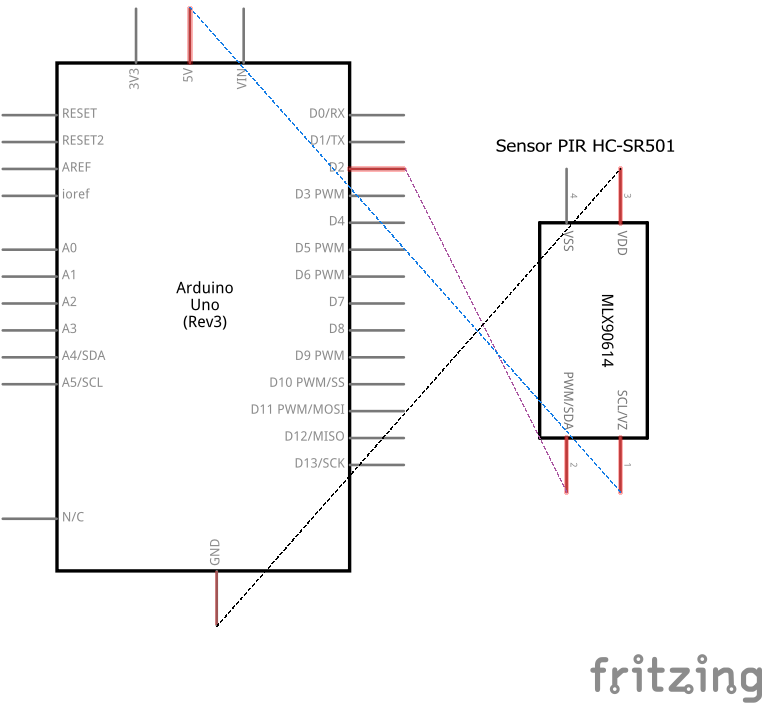 3V3
5V
VIN
RESET
RESET2
AREF
ioref
A0
A1
A2
A3
A4/SDA
A5/SCL
N/C
Arduino
Uno
(Rev3)
D0/RX
D1/TX
D2
D3 PWM
D4
D5 PWM
D6 PWM
D7
D8
D9 PWM
D10 PWM/SS
D11 PWM/MOSI
D12/MISO
D13/SCK
GND
Sensor PIR HC-SR501
4
3
VSS
VDD
MLX90614
PWM/SDA
SCL/VZ
2
1
fritzing